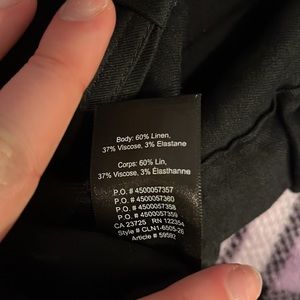 Body: 60% Linen,
37% Viscose, 3% Elastane
Corps: 60% Lin,
37% Viscose, 3% Élasthanne
P.O. # 4500057357
P.O. # 4500057360
P.O. # 4500057358
P.O. # 4500057359
CA 23725 RN 122354
Style # CLN1-6505-26
Article # 59592